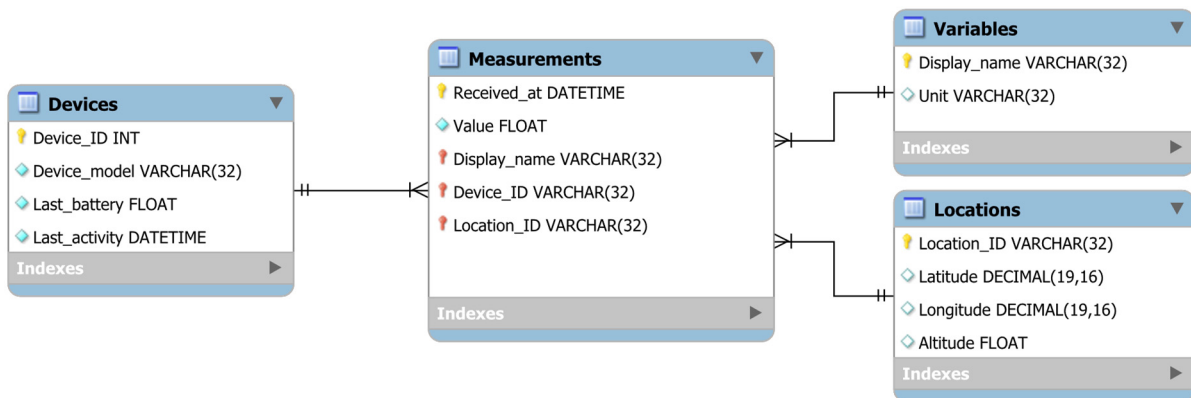 Devices
Device_ID INT
Device_model VARCHAR(32)
Last_battery FLOAT
Last_activity DATETIME
Indexes
Measurements
Received_at DATETIME
Value FLOAT
Display_name VARCHAR(32)
Device_ID VARCHAR(32)
Location_ID VARCHAR(32)
Indexes
Variables
Display_name VARCHAR(32)
Unit VARCHAR(32)
Indexes
Locations
Location_ID VARCHAR(32)
Latitude DECIMAL(19,16)
Longitude DECIMAL(19,16)
Altitude FLOAT
Indexes